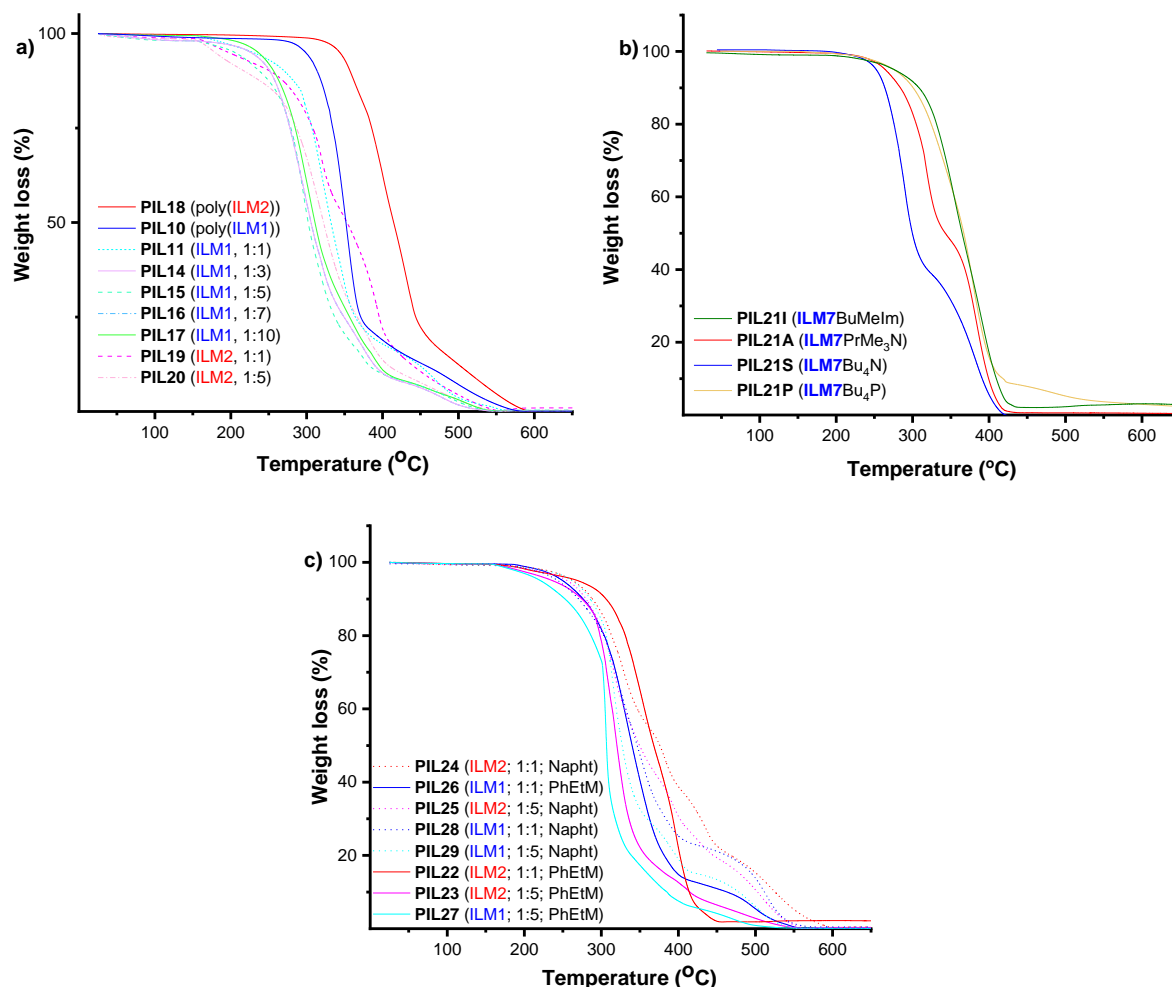 a)
Weight loss (%)
100
50
PIL18 (poly(ILM2))
PIL10 (poly(ILM1))
PIL11 (ILM1, 1:1)
PIL14 (ILM1, 1:3)
PIL15 (ILM1, 1:5)
PIL16 (ILM1, 1:7)
PIL17 (ILM1, 1:10)
PIL19 (ILM2, 1:1)
PIL20 (ILM2, 1:5)
100 200 300 400 500 600
Temperature (OC)
b)
Weight loss (%)
100
80
60
40
20
PIL21I (ILM7BuMeIm)
PIL21A (ILM7PrMe3N)
PIL21S (ILM7Bu4N)
PIL21P (ILM7Bu4P)
100 200 300 400 500 600
Temperature (°C)
c)
Weight loss (%)
100
80
60
40
20
PIL24 (ILM2; 1:1; Napht)
PIL26 (ILM1; 1:1; PhEtM)
PIL25 (ILM2; 1:5; Napht)
PIL28 (ILM1; 1:1; Napht)
PIL29 (ILM1; 1:5; Napht)
PIL22 (ILM2; 1:1; PhEtM)
PIL23 (ILM2; 1:5; PhEtM)
PIL27 (ILM1; 1:5; PhEtM)
100 200 300 400 500 600
Temperature (OC)